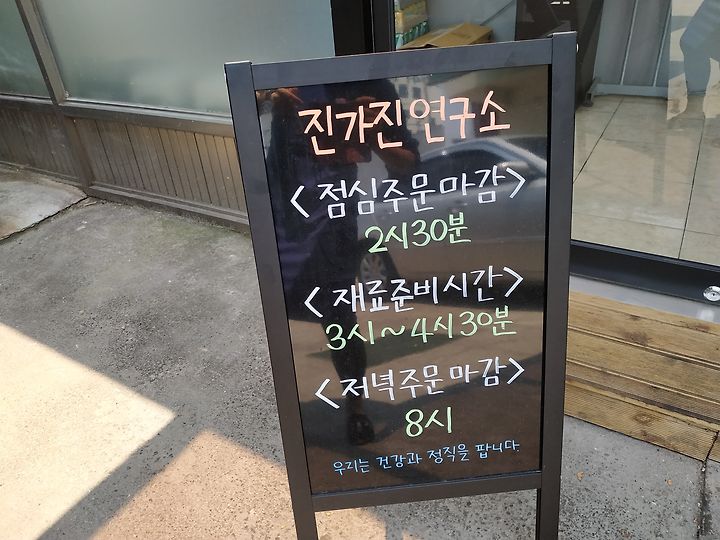 진가진연구소
<점심주문마감>
2시30분
<재료준비시간>
3시~4시30분
<저녁주문마감>
8시
우리는 건강과 정직을 팝니다.